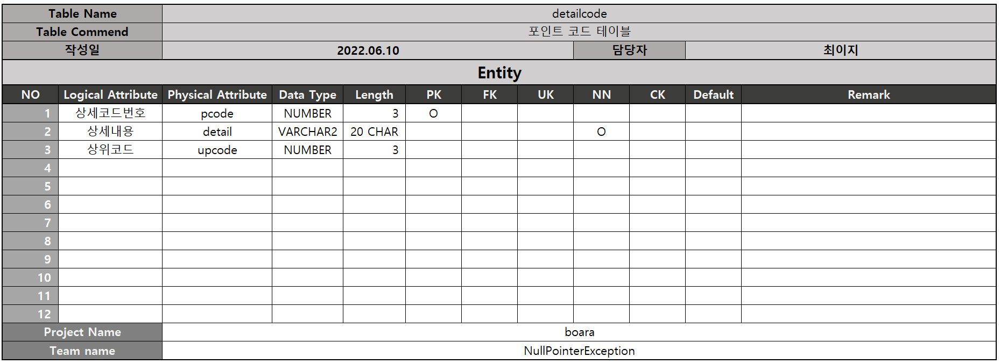 Table Name detailcode
Table Commend 포인트 코드 테이블
작성일 2022.06.10 담당자 최이지
Entity
NO Logical Attribute Physical Attribute Data Type Length PK FK UK NN CK Default Remark
1 상세코드번호 pcode NUMBER 3 O
2 상세내용 detail VARCHAR2 20 CHAR O
3 상위코드 upcode NUMBER 3
4
5
6
7
8
9
10
11
12
Project Name boara
Team name NullPointerException